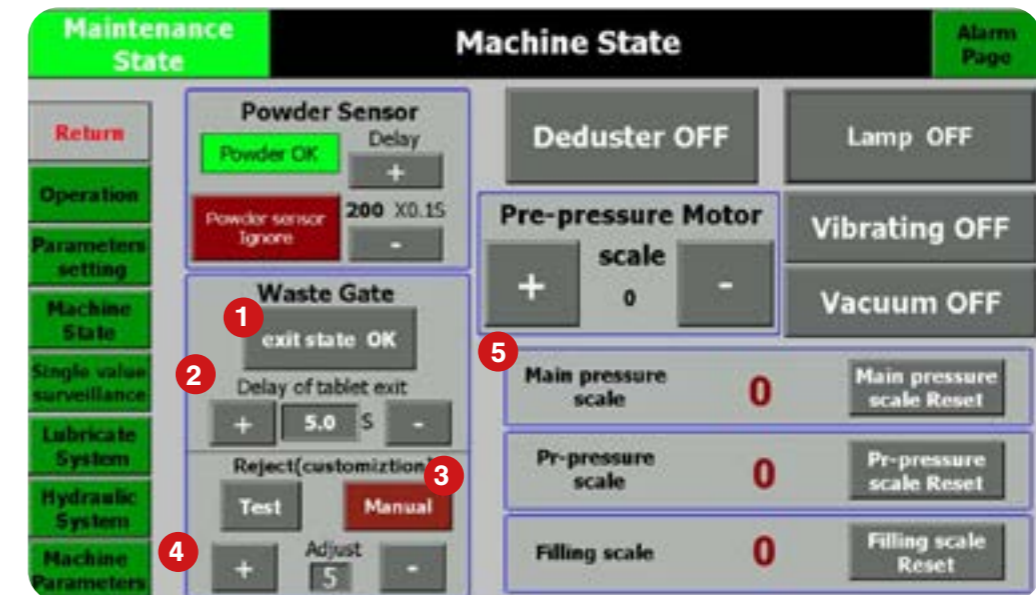 Maintenance
State
Machine State
Alarm
Page
Return
Operation
Parameters
setting
Machine
State
Single value
surveillance
Lubricate
System
Hydraulic
System
Machine
Parameters
Powder Sensor
Powder OK
Delay
+
Powder sensor
Ignore
200 X0.1S
-
1
Waste Gate
exit state OK
2
Delay of tablet exit
+ 5.0 S -
Reject(customiztion)
3
Test Manual
4
Adjust
+ 5 -
Deduster OFF
Lamp OFF
Pre-pressure Motor
scale
+ 0 -
Vibrating OFF
Vacuum OFF
5
Main pressure
scale
0
Main pressure
scale Reset
Pr-pressure
scale
0
Pr-pressure
scale Reset
Filling scale
0
Filling scale
Reset